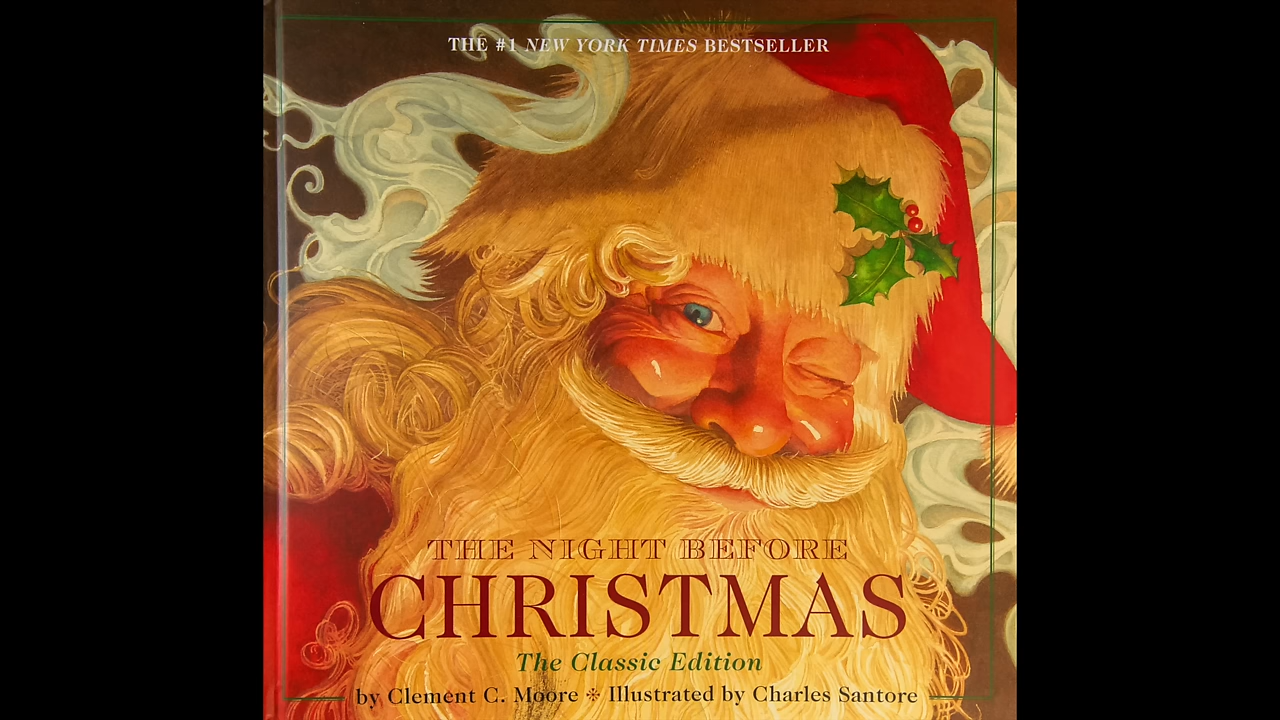 THE #1 NEW YORK TIMES BESTSELLER
THE NIGHT BEFORE
CHRISTMAS
The Classic Edition
by Clement C. Moore ❄ Illustrated by Charles Santore